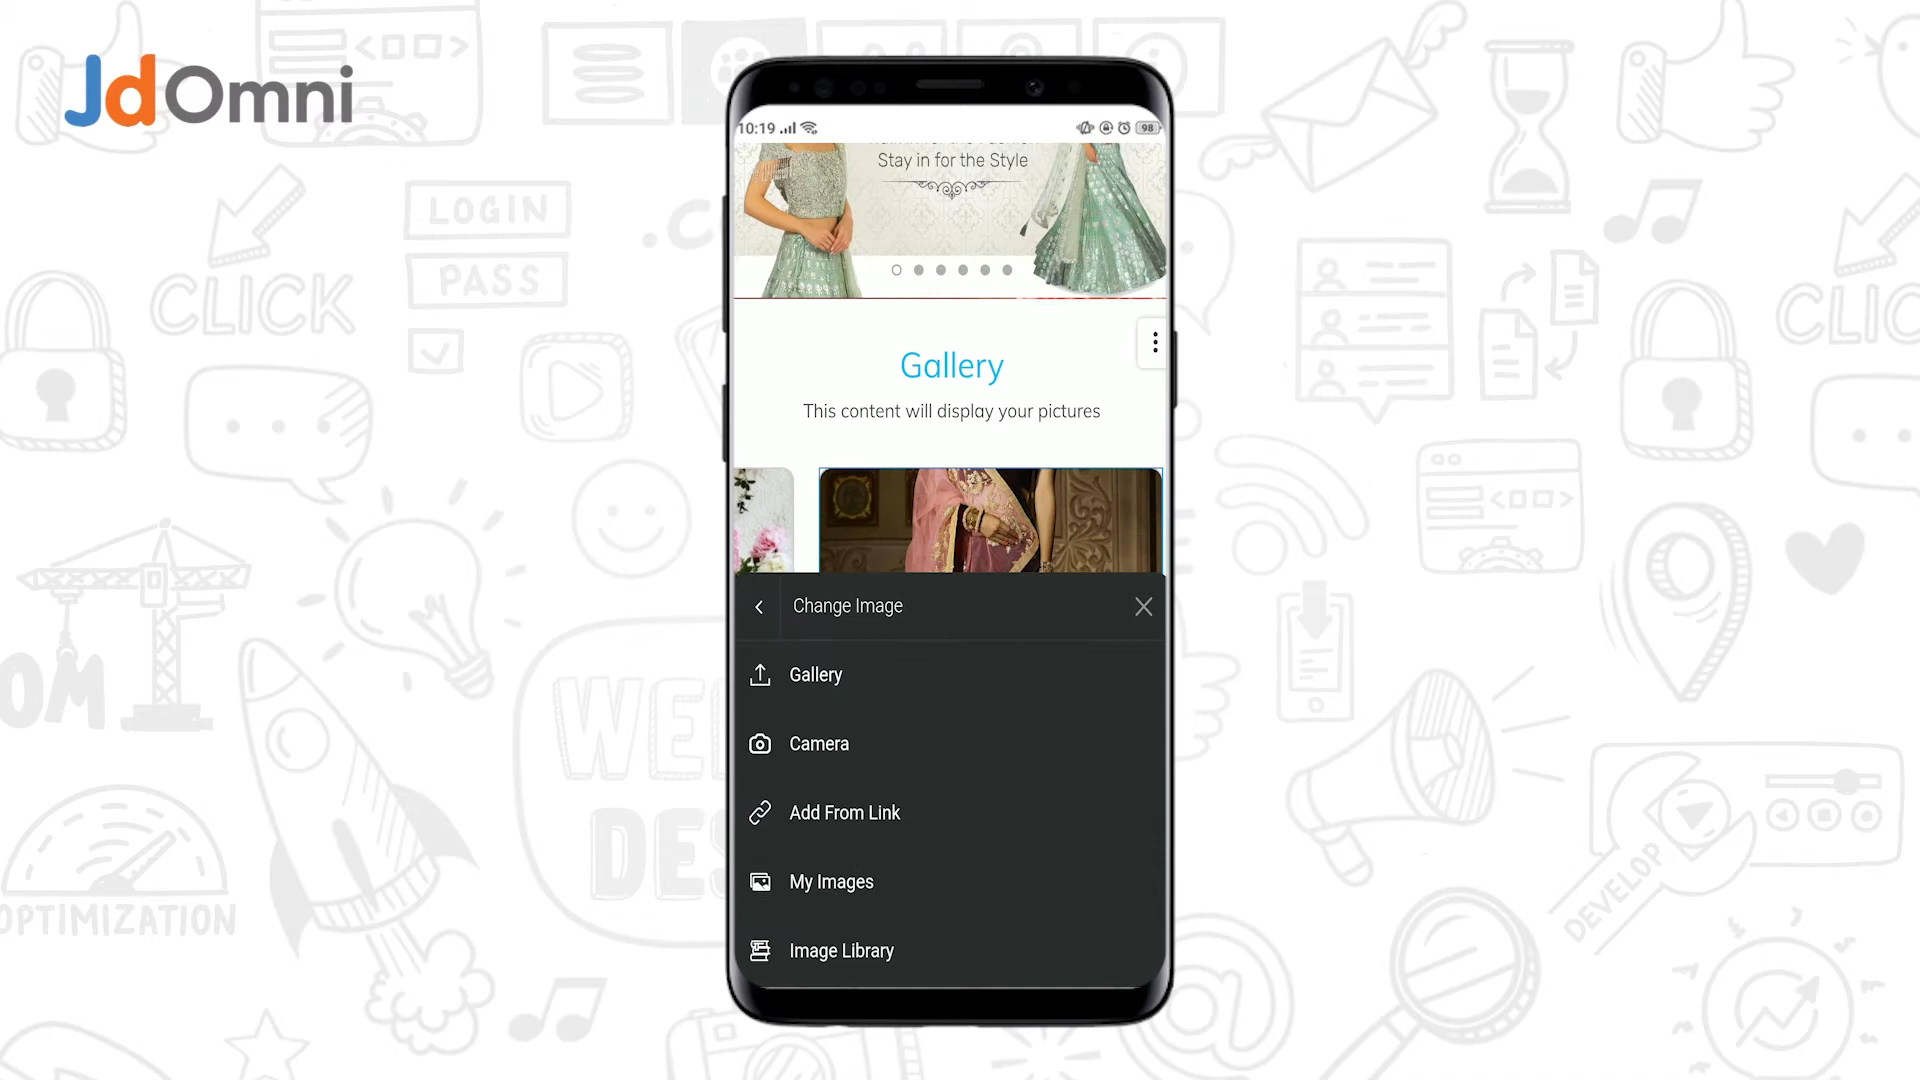 JdOmni
LOGIN
PASS
CLICK
OPTIMIZATION
DEVELOP
10:19
98
Stay in for the Style
Gallery
This content will display your pictures
Change Image
Gallery
Camera
Add From Link
My Images
Image Library